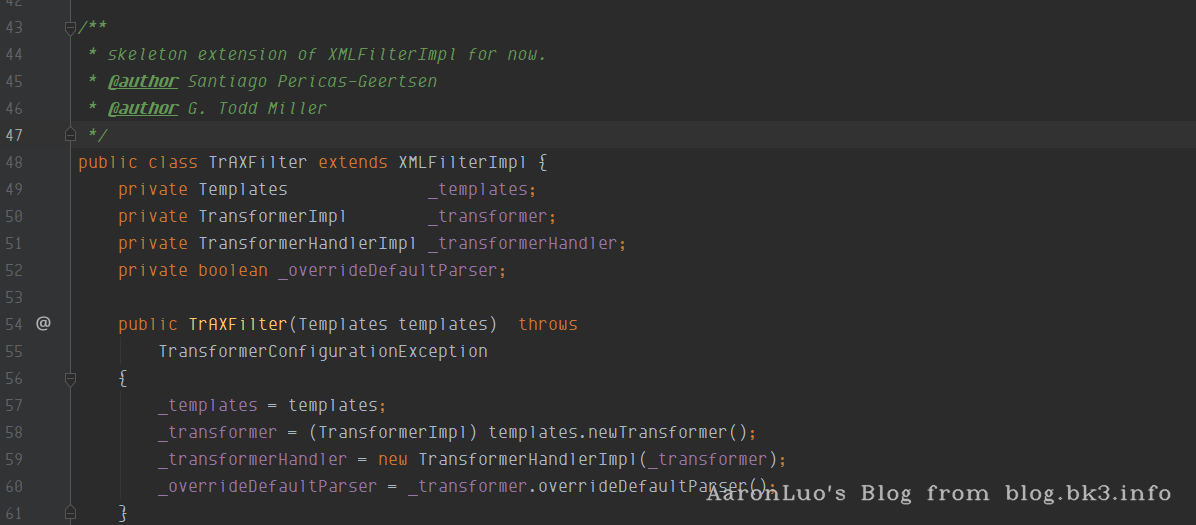 42
43 /**
44 * skeleton extension of XMLFilterImpl for now.
45 * @author Santiago Pericas-Geertsen
46 * @author G. Todd Miller
47 */
48 public class TrAXFilter extends XMLFilterImpl {
49 private Templates _templates;
50 private TransformerImpl _transformer;
51 private TransformerHandlerImpl _transformerHandler;
52 private boolean _overrideDefaultParser;
53
54 @ public TrAXFilter(Templates templates) throws
55 TransformerConfigurationException
56 {
57 _templates = templates;
58 _transformer = (TransformerImpl) templates.newTransformer();
59 _transformerHandler = new TransformerHandlerImpl(_transformer);
60 _overrideDefaultParser = _transformer.overrideDefaultParser();
AaronLuo's Blog from blog.bk3.info
61 }